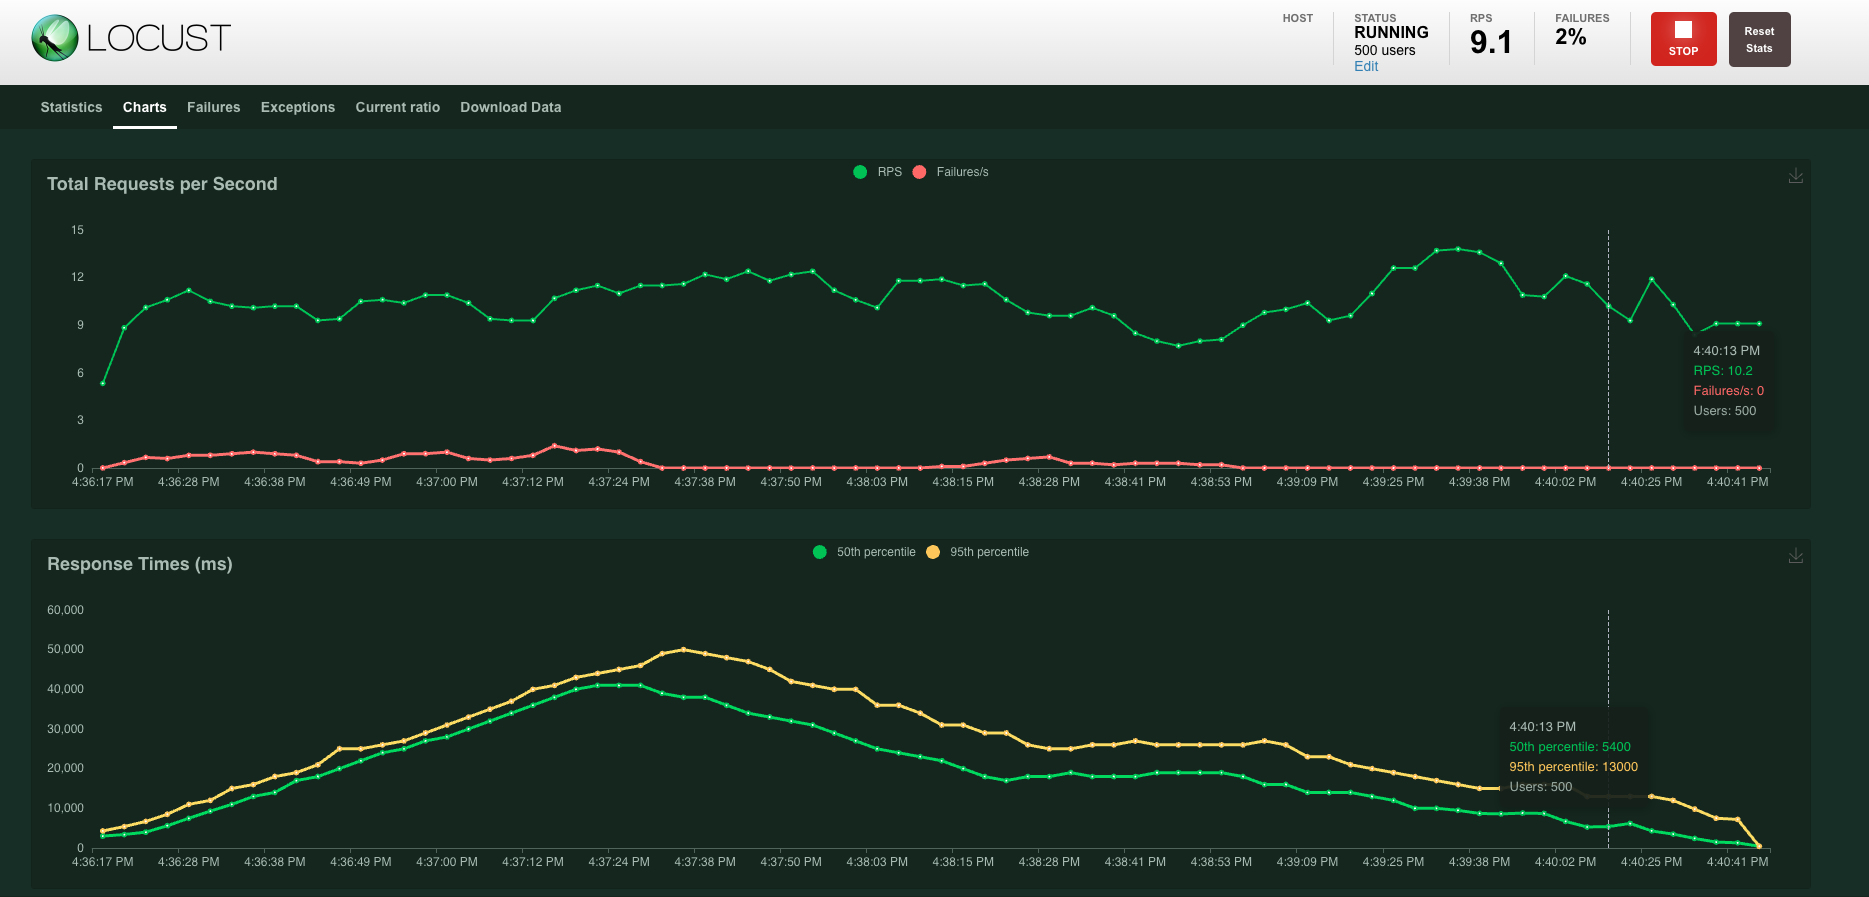 LOCUST
HOST
STATUS
RUNNING
500 users
Edit
RPS
9.1
FAILURES
2%
STOP
Reset
Stats
Statistics Charts Failures Exceptions Current ratio Download Data
Total Requests per Second
RPS Failures/s
15
12
9
6
3
0
4:40:13 PM
RPS: 10.2
Failures/s: 0
Users: 500
4:36:17 PM 4:36:28 PM 4:36:38 PM 4:36:49 PM 4:37:00 PM 4:37:12 PM 4:37:24 PM 4:37:38 PM 4:37:50 PM 4:38:03 PM 4:38:15 PM 4:38:28 PM 4:38:41 PM 4:38:53 PM 4:39:09 PM 4:39:25 PM 4:39:38 PM 4:40:02 PM 4:40:25 PM 4:40:41 PM
Response Times (ms)
50th percentile 95th percentile
60,000
50,000
40,000
30,000
20,000
10,000
0
4:40:13 PM
50th percentile: 5400
95th percentile: 13000
Users: 500
4:36:17 PM 4:36:28 PM 4:36:38 PM 4:36:49 PM 4:37:00 PM 4:37:12 PM 4:37:24 PM 4:37:38 PM 4:37:50 PM 4:38:03 PM 4:38:15 PM 4:38:28 PM 4:38:41 PM 4:38:53 PM 4:39:09 PM 4:39:25 PM 4:39:38 PM 4:40:02 PM 4:40:25 PM 4:40:41 PM